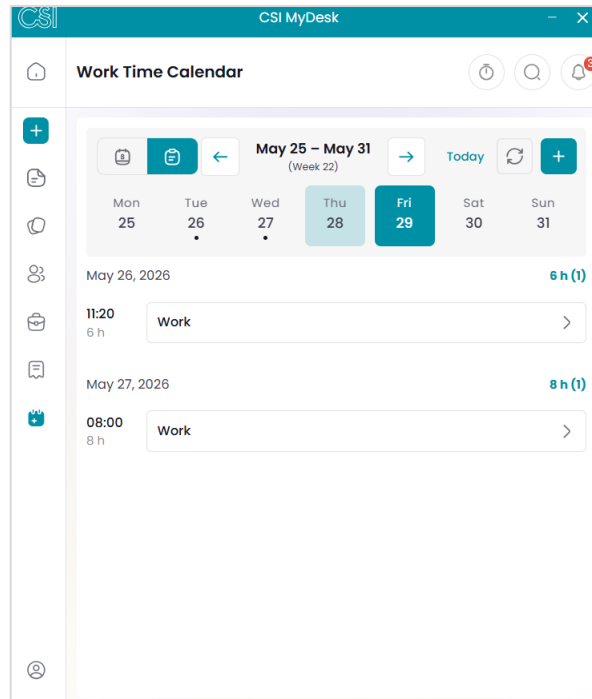 CSI
CSI MyDesk
Work Time Calendar
3
8
May 25 – May 31
(Week 22)
Today
Mon Tue Wed Thu Fri Sat Sun
25 26 27 28 29 30 31
May 26, 2026 6 h (1)
11:20
6 h
Work
May 27, 2026 8 h (1)
08:00
8 h
Work